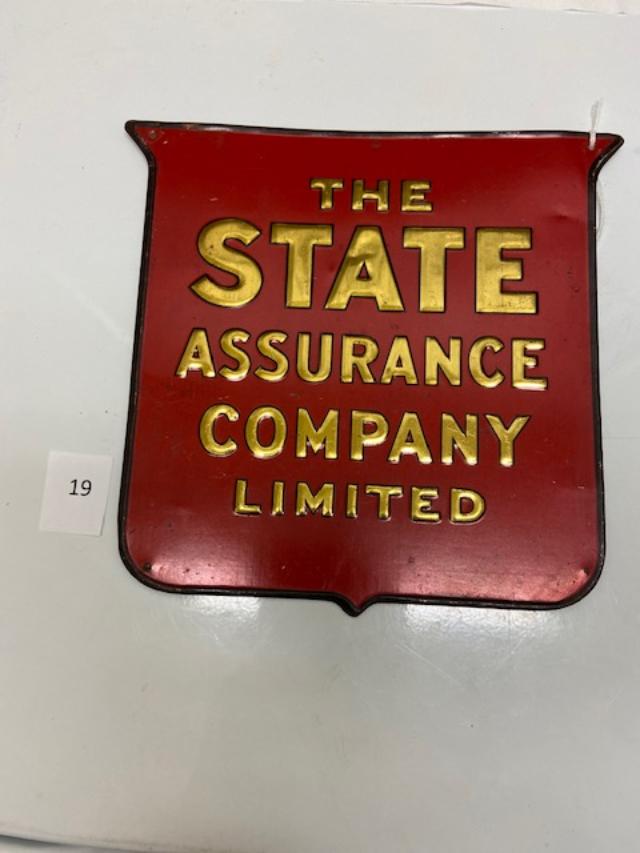 THE
STATE
ASSURANCE
COMPANY
LIMITED
19